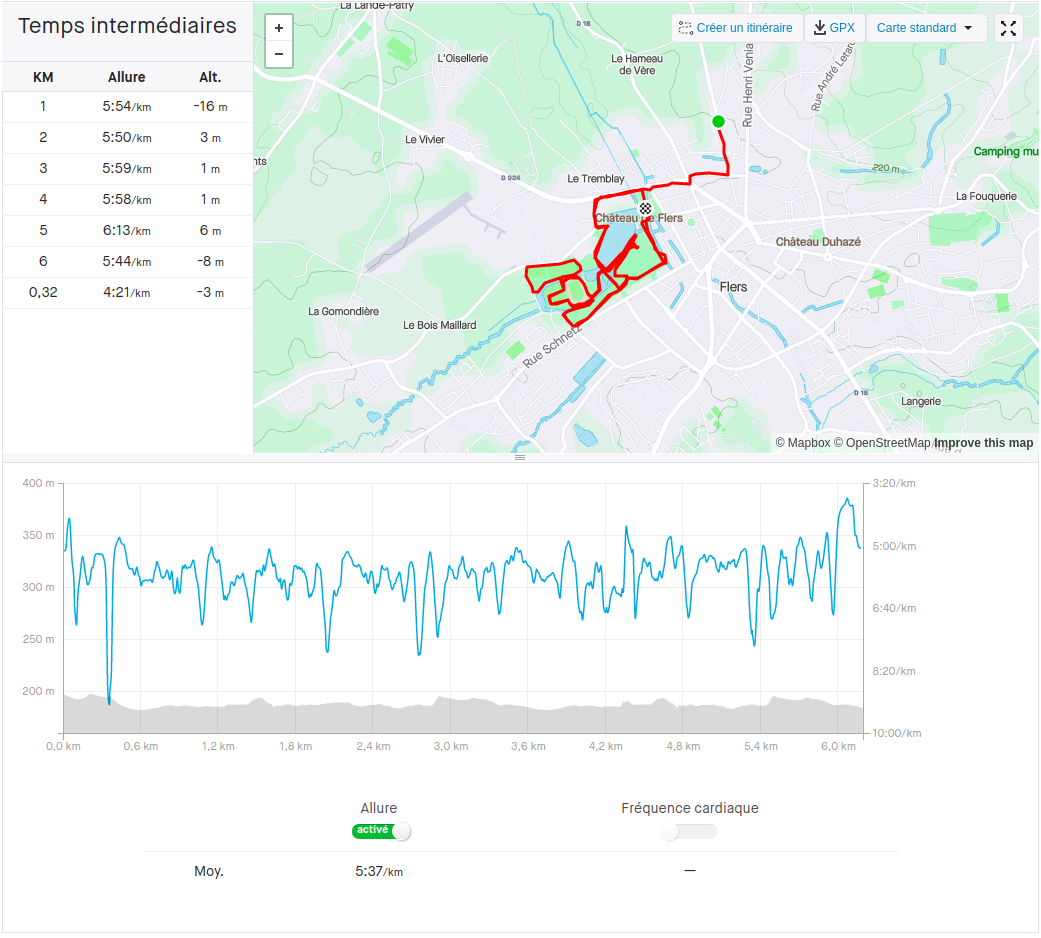 Temps intermédiaires
KM Allure Alt.
1 5:54/km -16 m
2 5:50/km 3 m
3 5:59/km 1 m
4 5:58/km 1 m
5 6:13/km 6 m
6 5:44/km -8 m
0,32 4:21/km -3 m
+
−
Créer un itinéraire
GPX
Carte standard
La Lande-Patry
D 18
L'Oisellerie
Le Hameau
de Vère
Rue Henri Venia
Rue André Letard
Le Vivier
nts
D 924
Le Tremblay
220 m
Camping mu
La Fouquerie
Château de Flers
Château Duhazé
Flers
La Gomondière
Le Bois Maillard
Rue Schnetz
D 18
Langerie
© Mapbox © OpenStreetMap Improve this map
400 m
350 m
300 m
250 m
200 m
3:20/km
5:00/km
6:40/km
8:20/km
10:00/km
0,0 km 0,6 km 1,2 km 1,8 km 2,4 km 3,0 km 3,6 km 4,2 km 4,8 km 5,4 km 6,0 km
Allure Fréquence cardiaque
activé
Moy. 5:37/km —